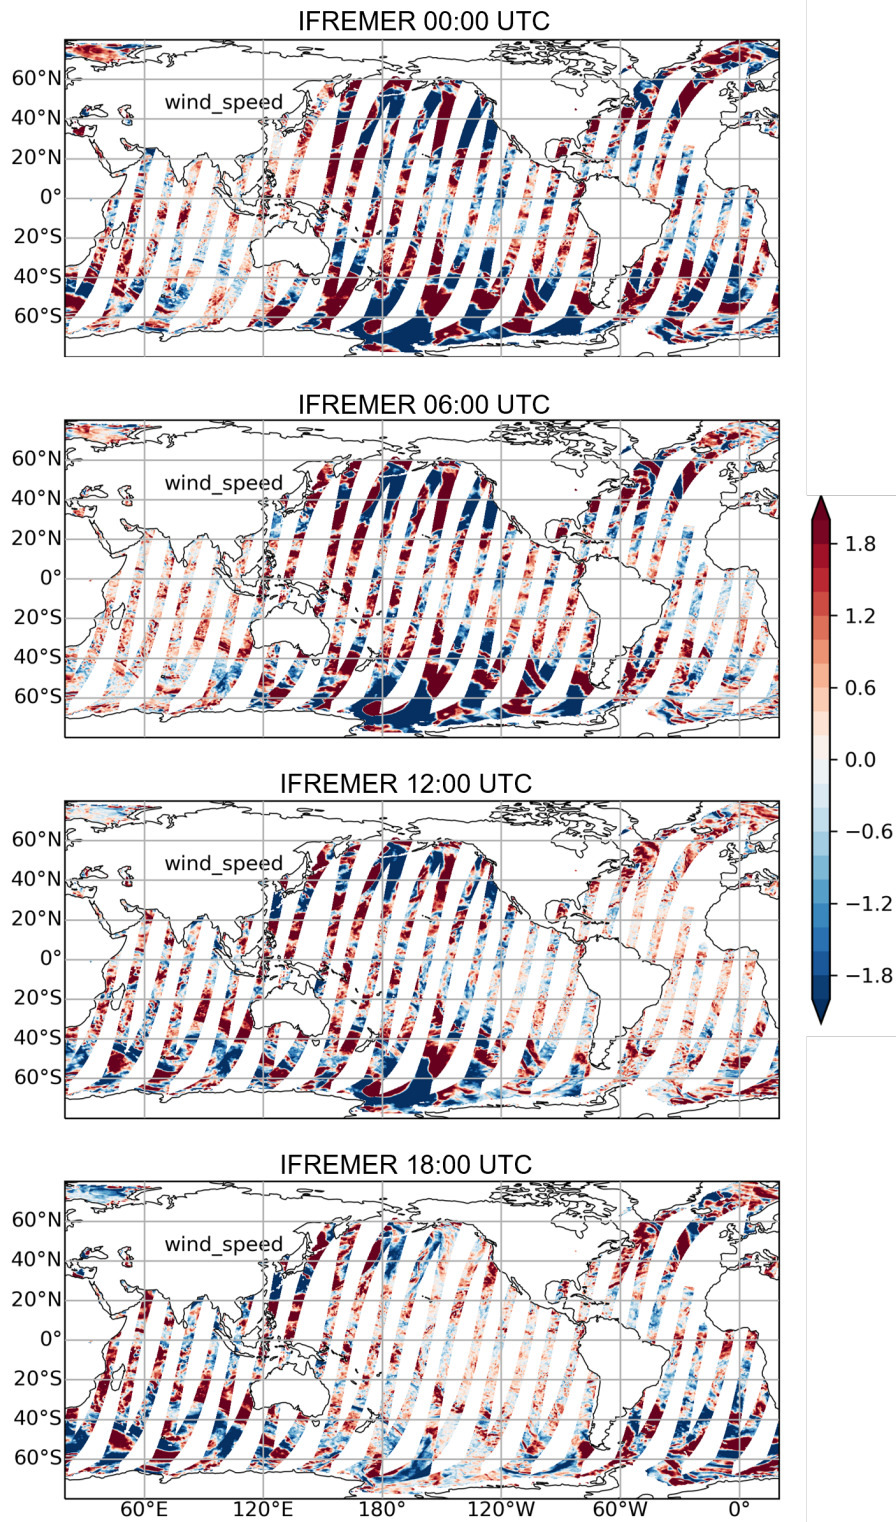 IFREMER 00:00 UTC
60°N
wind_speed
40°N
20°N
0°
20°S
40°S
60°S
IFREMER 06:00 UTC
60°N
wind_speed
40°N
20°N
0°
20°S
40°S
60°S
1.8
1.2
0.6
0.0
−0.6
−1.2
−1.8
IFREMER 12:00 UTC
60°N
wind_speed
40°N
20°N
0°
20°S
40°S
60°S
IFREMER 18:00 UTC
60°N
wind_speed
40°N
20°N
0°
20°S
40°S
60°S
60°E 120°E 180° 120°W 60°W 0°